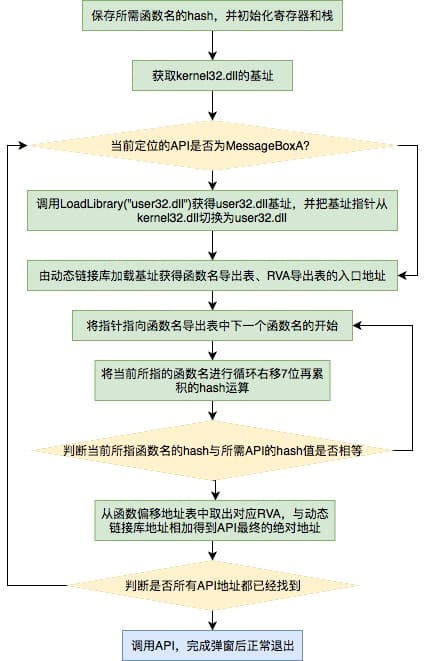 保存所需函数名的hash，并初始化寄存器和栈
获取kernel32.dll的基址
当前定位的API是否为MessageBoxA?
调用LoadLibrary("user32.dll")获得user32.dll基址，并把基址指针从
kernel32.dll切换为user32.dll
由动态链接库加载基址获得函数名导出表、RVA导出表的入口地址
将指针指向函数名导出表中下一个函数名的开始
将当前所指的函数名进行循环右移7位再累
积的hash运算
判断当前所指函数名的hash与所需API的hash值是否相等
从函数偏移地址表中取出对应RVA，与动态
链接库地址相加得到API最终的绝对地址
判断是否所有API地址都已经找到
调用API，完成弹窗后正常退出